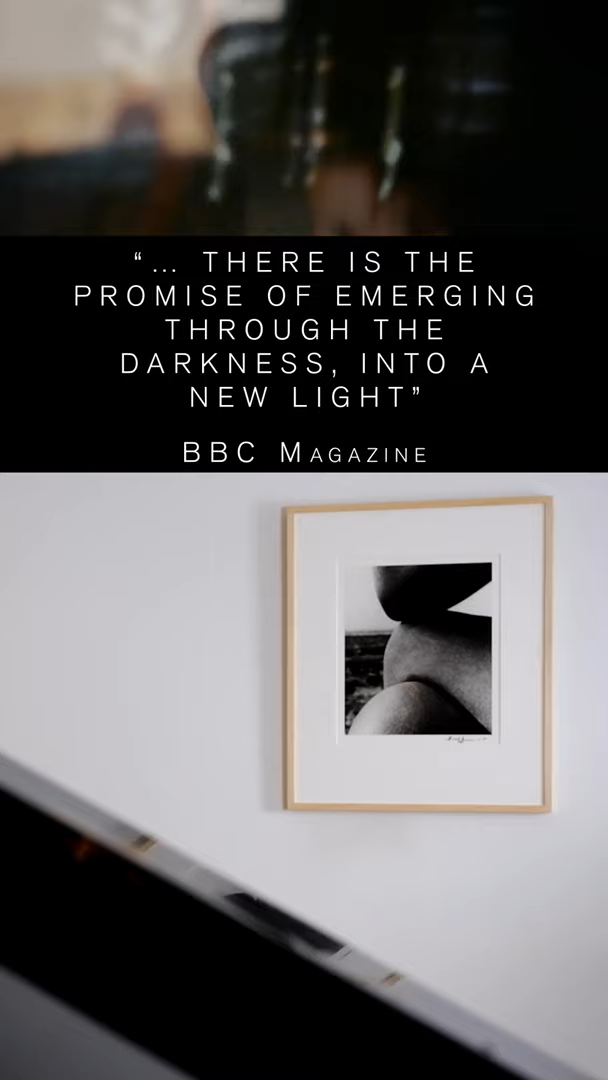 “… THERE IS THE
PROMISE OF EMERGING
THROUGH THE
DARKNESS, INTO A
NEW LIGHT”
BBC MAGAZINE